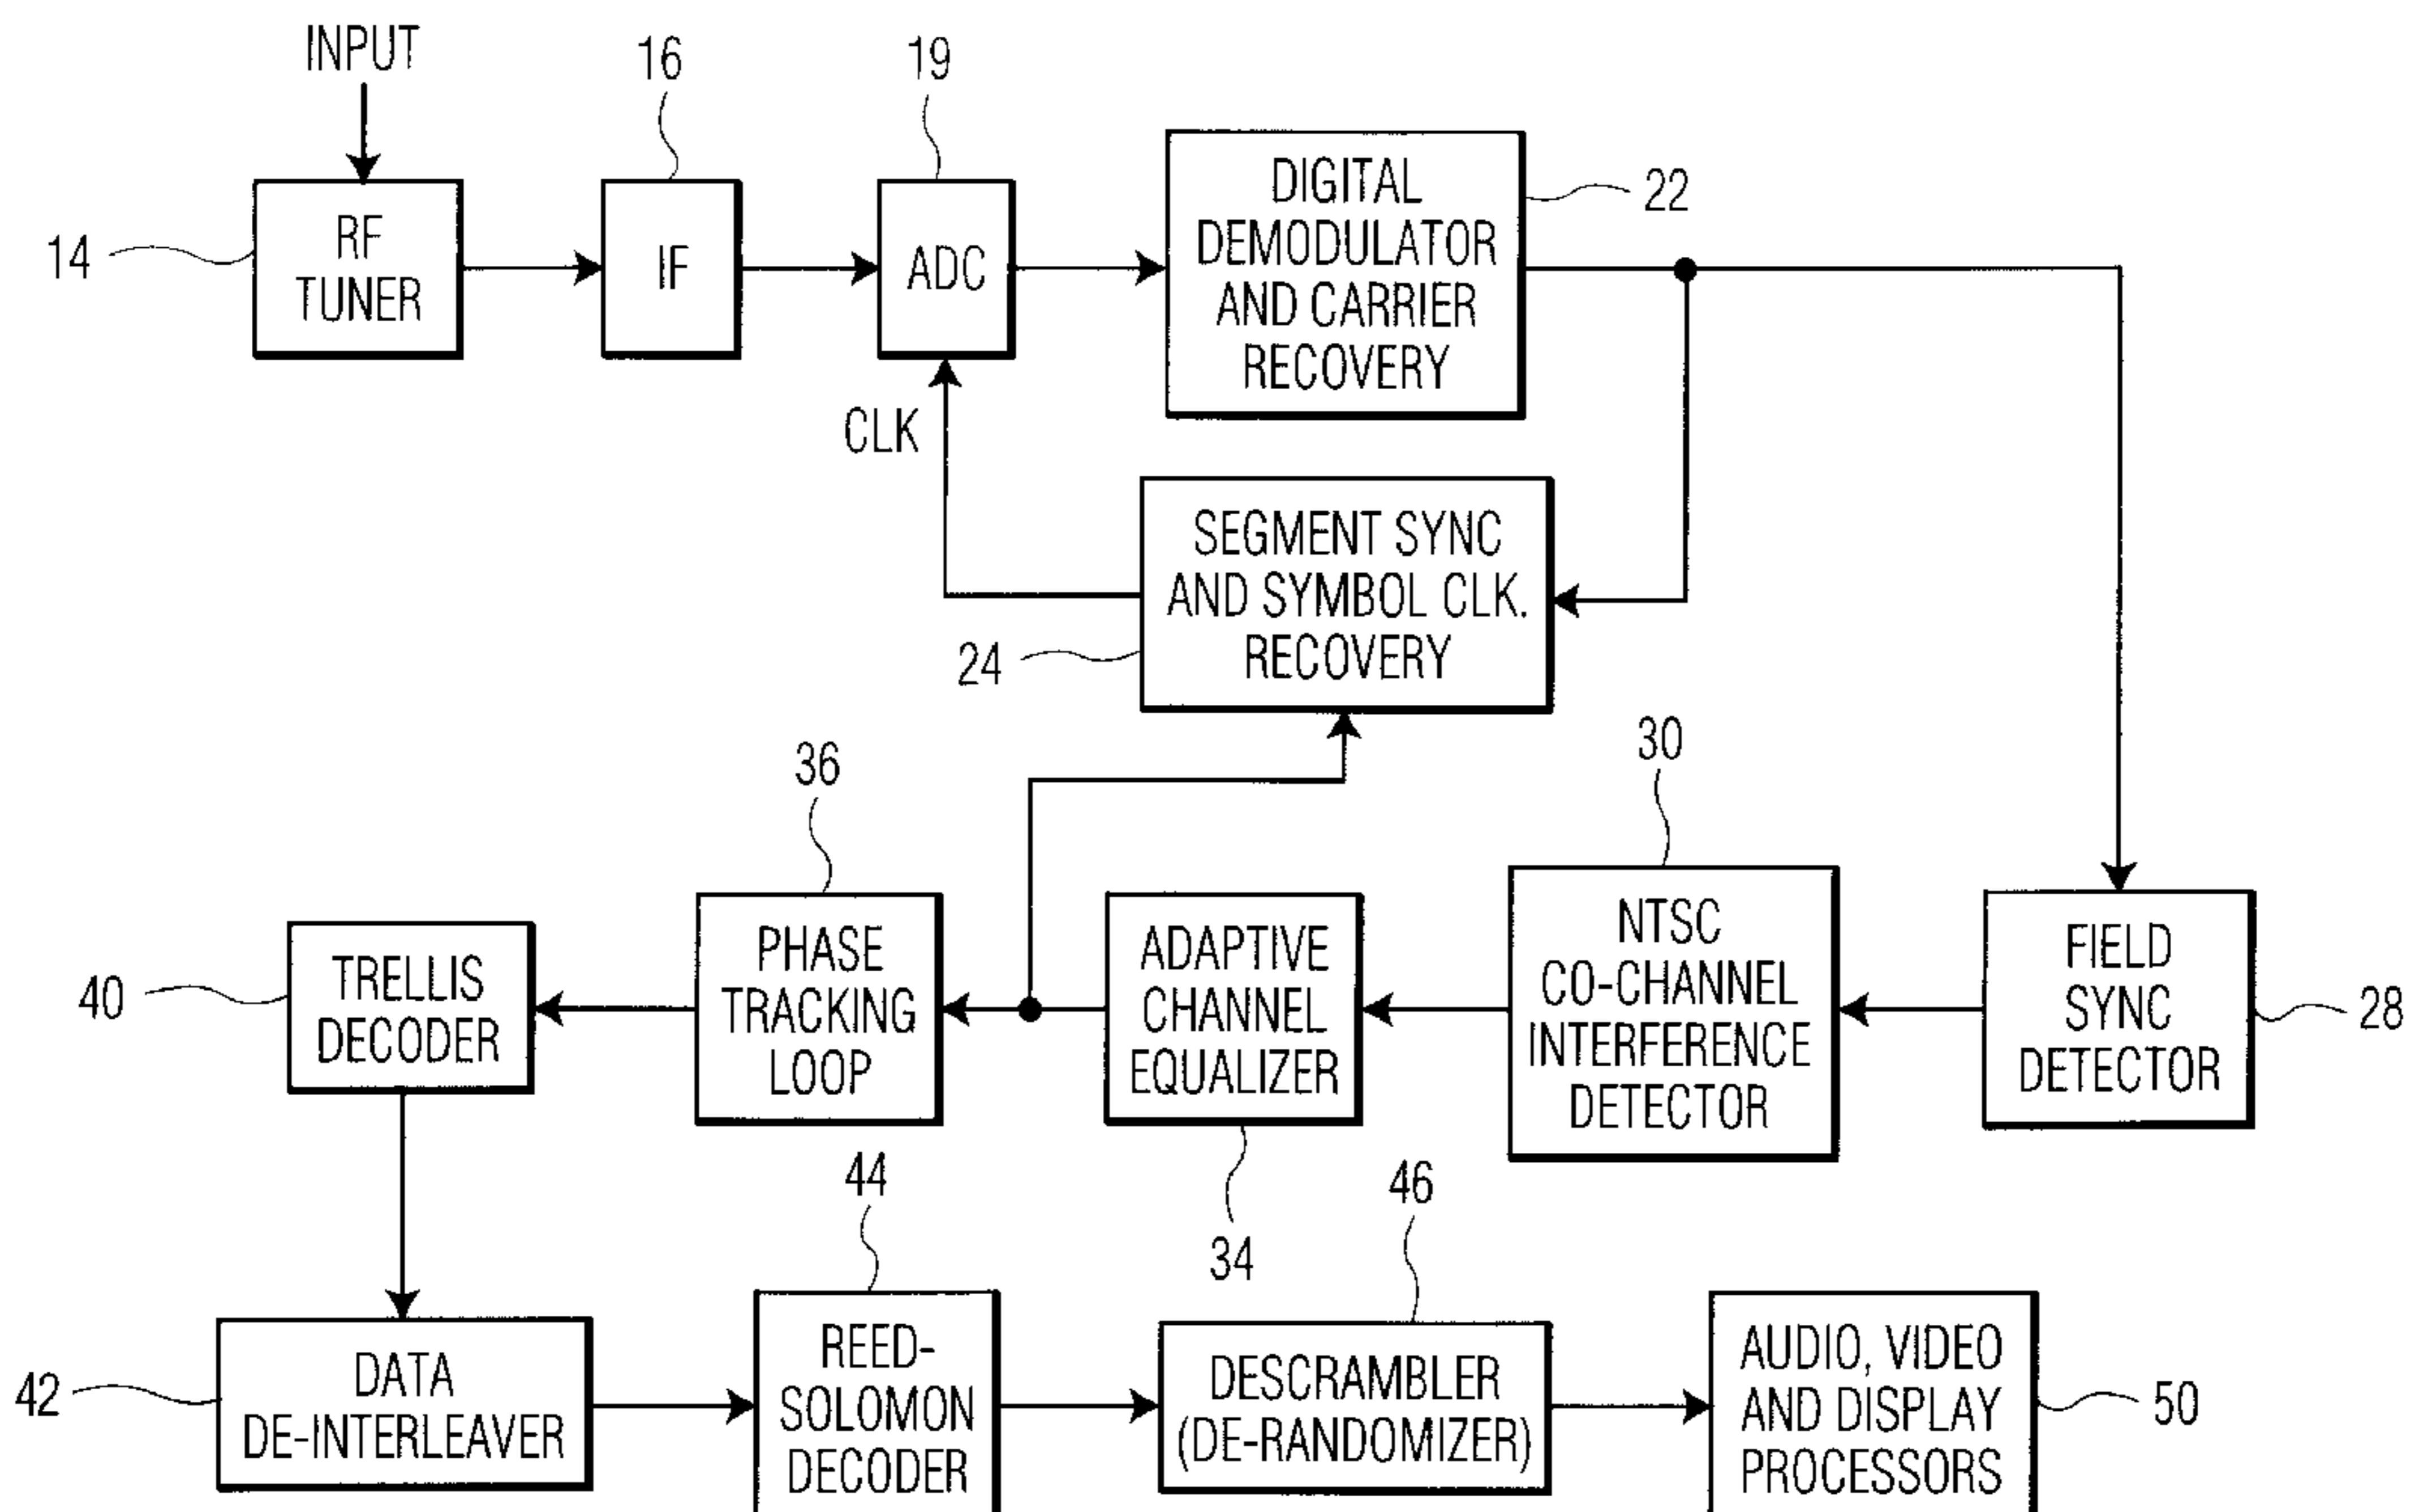 INPUT
16
19
14
RF
TUNER
IF
ADC
DIGITAL
DEMODULATOR
AND CARRIER
RECOVERY
22
CLK
SEGMENT SYNC
AND SYMBOL CLK.
RECOVERY
24
36
30
40
TRELLIS
DECODER
PHASE
TRACKING
LOOP
ADAPTIVE
CHANNEL
EQUALIZER
NTSC
CO-CHANNEL
INTERFERENCE
DETECTOR
FIELD
SYNC
DETECTOR
28
44
34
46
42
DATA
DE-INTERLEAVER
REED-
SOLOMON
DECODER
DESCRAMBLER
(DE-RANDOMIZER)
AUDIO, VIDEO
AND DISPLAY
PROCESSORS
50